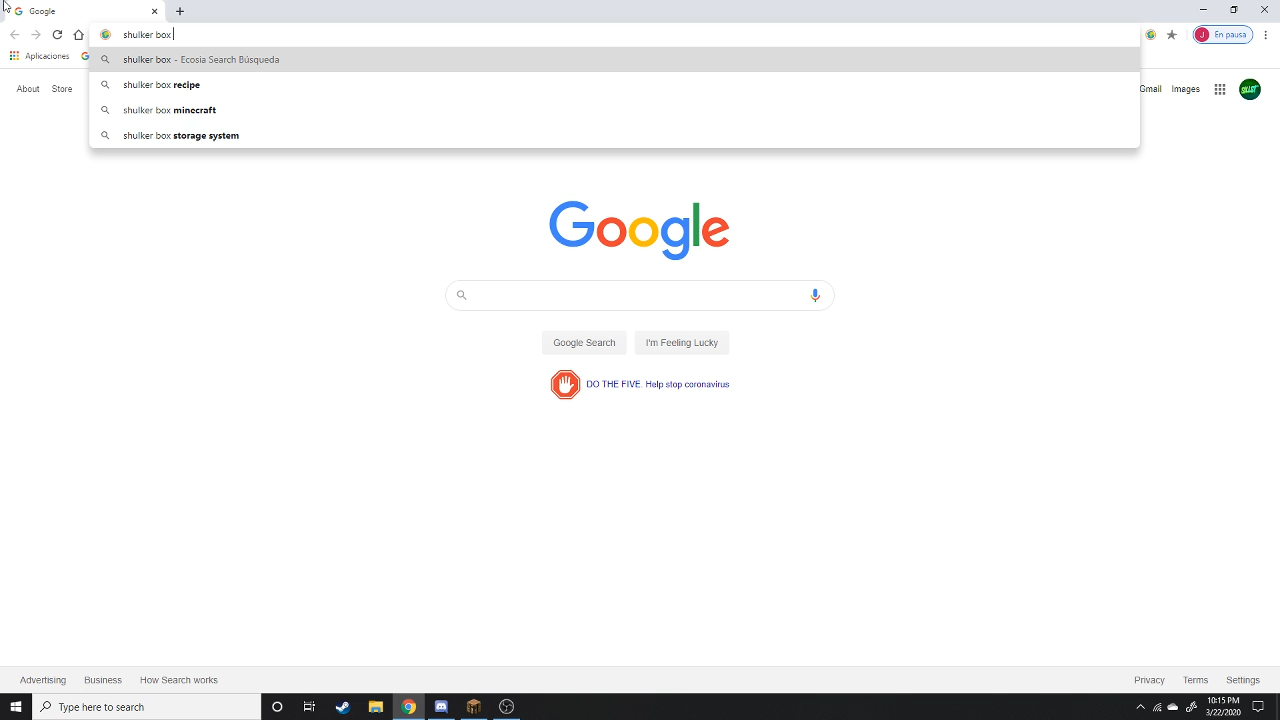 Google
shulker box
En pausa
Aplicaciones
shulker box - Ecosia Search Búsqueda
shulker box recipe
shulker box minecraft
shulker box storage system
About Store
Gmail Images
Google
Google Search I'm Feeling Lucky
DO THE FIVE. Help stop coronavirus
Advertising Business How Search works
Privacy Terms Settings
Type here to search
10:15 PM
3/22/2020